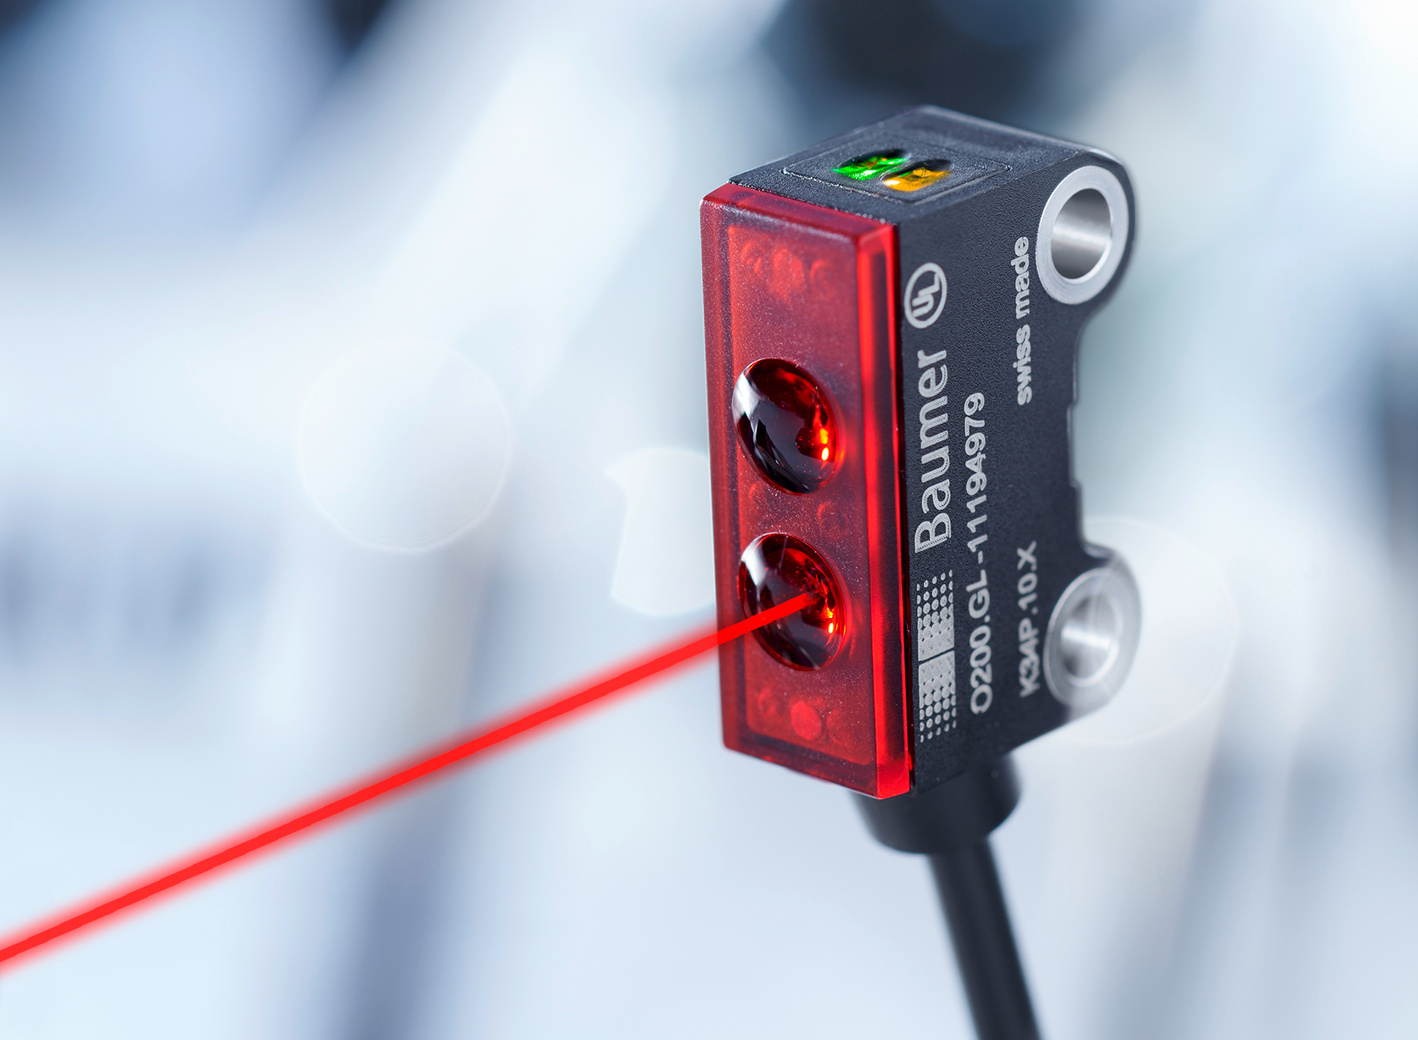 UL
Baumer
O200.GL-11194979
swiss made
K34P.10.X